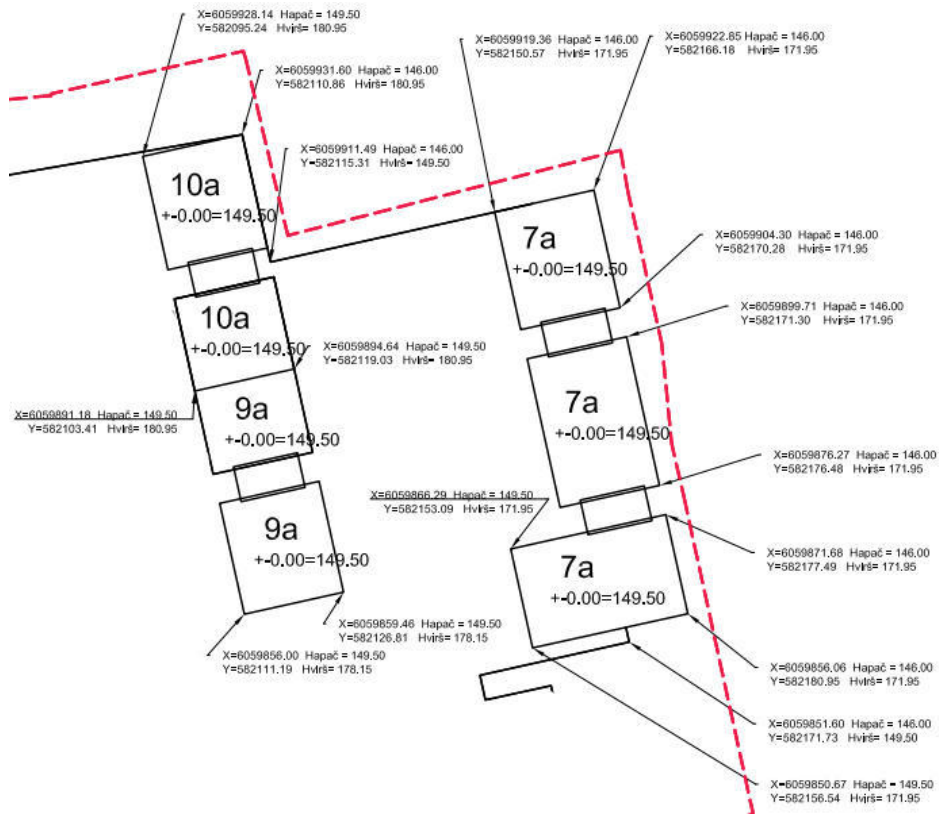 X=6059928.14 Hapač = 149.50
Y=582095.24 Hvirš= 180.95
X=6059919.36 Hapač = 146.00
Y=582150.57 Hvirš= 171.95
X=6059922.85 Hapač = 146.00
Y=582166.18 Hvirš= 171.95
X=6059931.60 Hapač = 146.00
Y=582110.86 Hvirš= 180.95
X=6059911.49 Hapač = 146.00
Y=582115.31 Hvirš= 149.50
10a
+-0.00=149.50
7a
+-0.00=149.50
X=6059904.30 Hapač = 146.00
Y=582170.28 Hvirš= 171.95
X=6059899.71 Hapač = 146.00
Y=582171.30 Hvirš= 171.95
10a
+-0.00=149.50
X=6059894.64 Hapač = 149.50
Y=582119.03 Hvirš= 180.95
X=6059891.18 Hapač = 149.50
Y=582103.41 Hvirš= 180.95
9a
+-0.00=149.50
7a
+-0.00=149.50
X=6059876.27 Hapač = 146.00
Y=582176.48 Hvirš= 171.95
X=6059866.29 Hapač = 149.50
Y=582153.09 Hvirš= 171.95
9a
+-0.00=149.50
X=6059871.68 Hapač = 146.00
Y=582177.49 Hvirš= 171.95
7a
+-0.00=149.50
X=6059859.46 Hapač = 149.50
Y=582126.81 Hvirš= 178.15
X=6059856.00 Hapač = 149.50
Y=582111.19 Hvirš= 178.15
X=6059856.06 Hapač = 146.00
Y=582180.95 Hvirš= 171.95
X=6059851.60 Hapač = 146.00
Y=582171.73 Hvirš= 149.50
X=6059850.67 Hapač = 149.50
Y=582156.54 Hvirš= 171.95